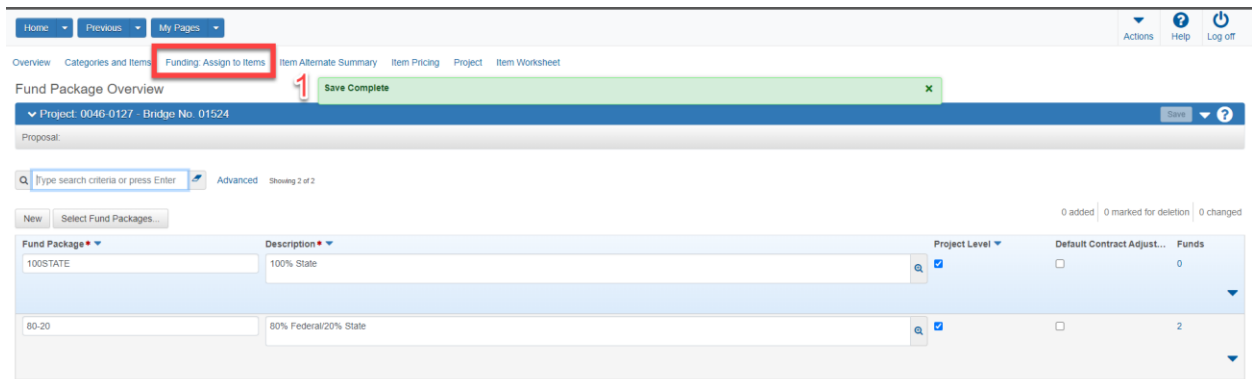 Home Previous My Pages Actions Help Log off
Overview Categories and Items Funding: Assign to Items Item Alternate Summary Item Pricing Project Item Worksheet
Fund Package Overview 1 Save Complete x
Project: 0046-0127 - Bridge No. 01524 Save ?
Proposal:
Type search criteria or press Enter Advanced Showing 2 of 2
New Select Fund Packages... 0 added 0 marked for deletion 0 changed
Fund Package Description Project Level Default Contract Adjust... Funds
100STATE 100% State 0
80-20 80% Federal/20% State 2